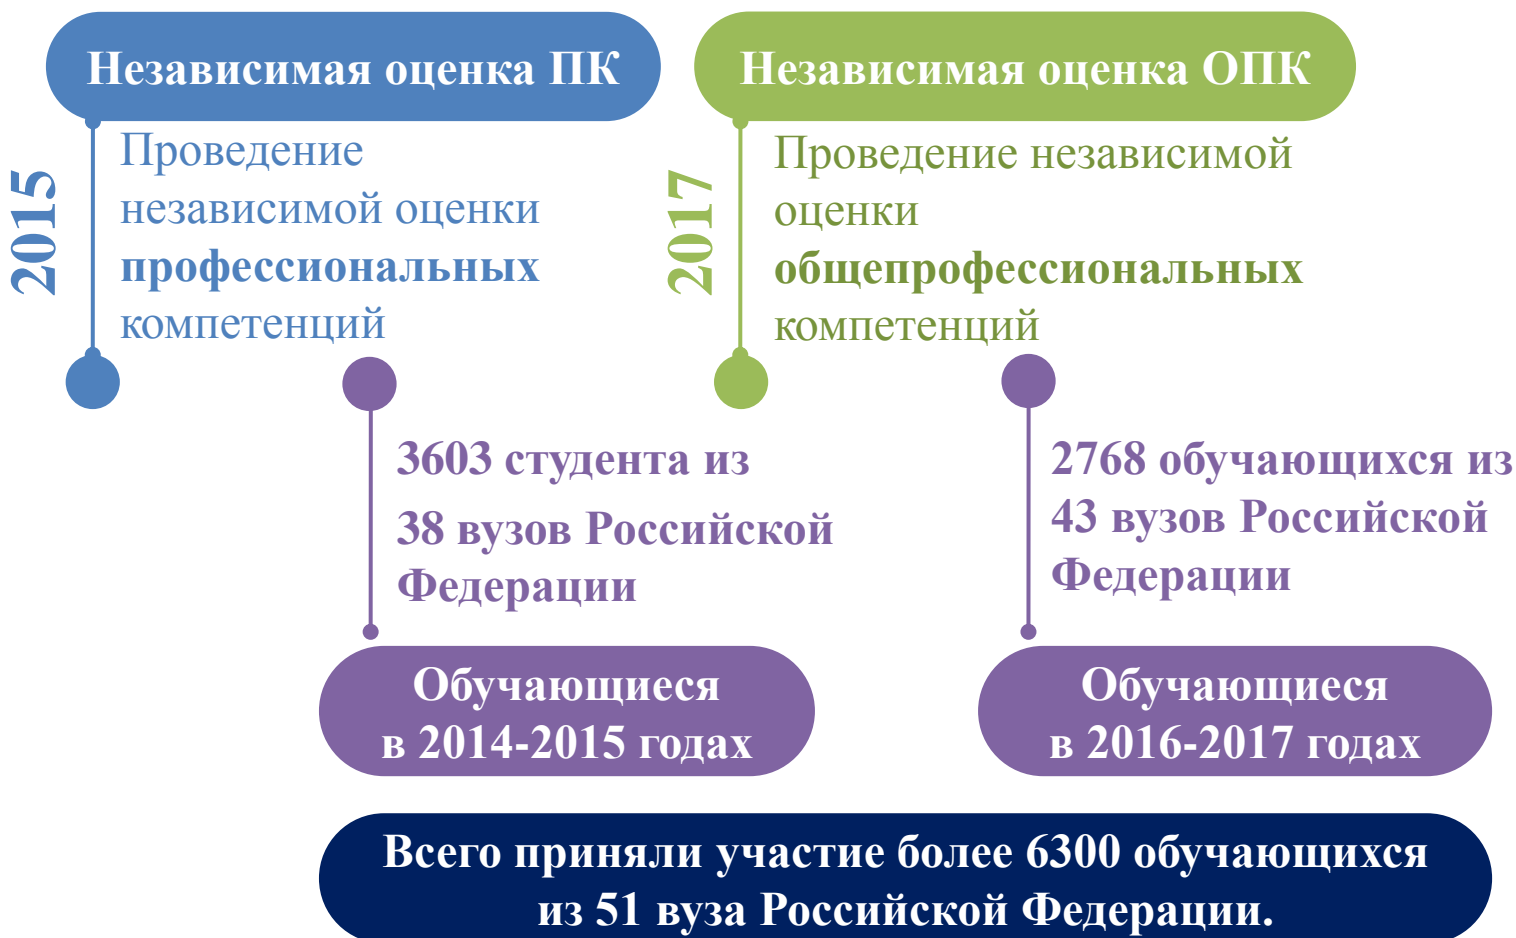 Независимая оценка ПК
2015
Проведение
независимой оценки
профессиональных
компетенций
3603 студента из
38 вузов Российской
Федерации
Обучающиеся
в 2014-2015 годах
Независимая оценка ОПК
2017
Проведение независимой
оценки
общепрофессиональных
компетенций
2768 обучающихся из
43 вузов Российской
Федерации
Обучающиеся
в 2016-2017 годах
Всего приняли участие более 6300 обучающихся
из 51 вуза Российской Федерации.